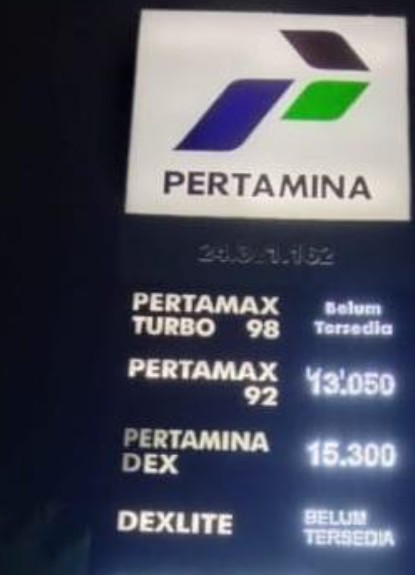 PERTAMINA
PERTAMAX
TURBO 98
Belum
Tersedia
PERTAMAX
92
13.050
PERTAMINA
DEX
15.300
DEXLITE
BELUM
TERSEDIA